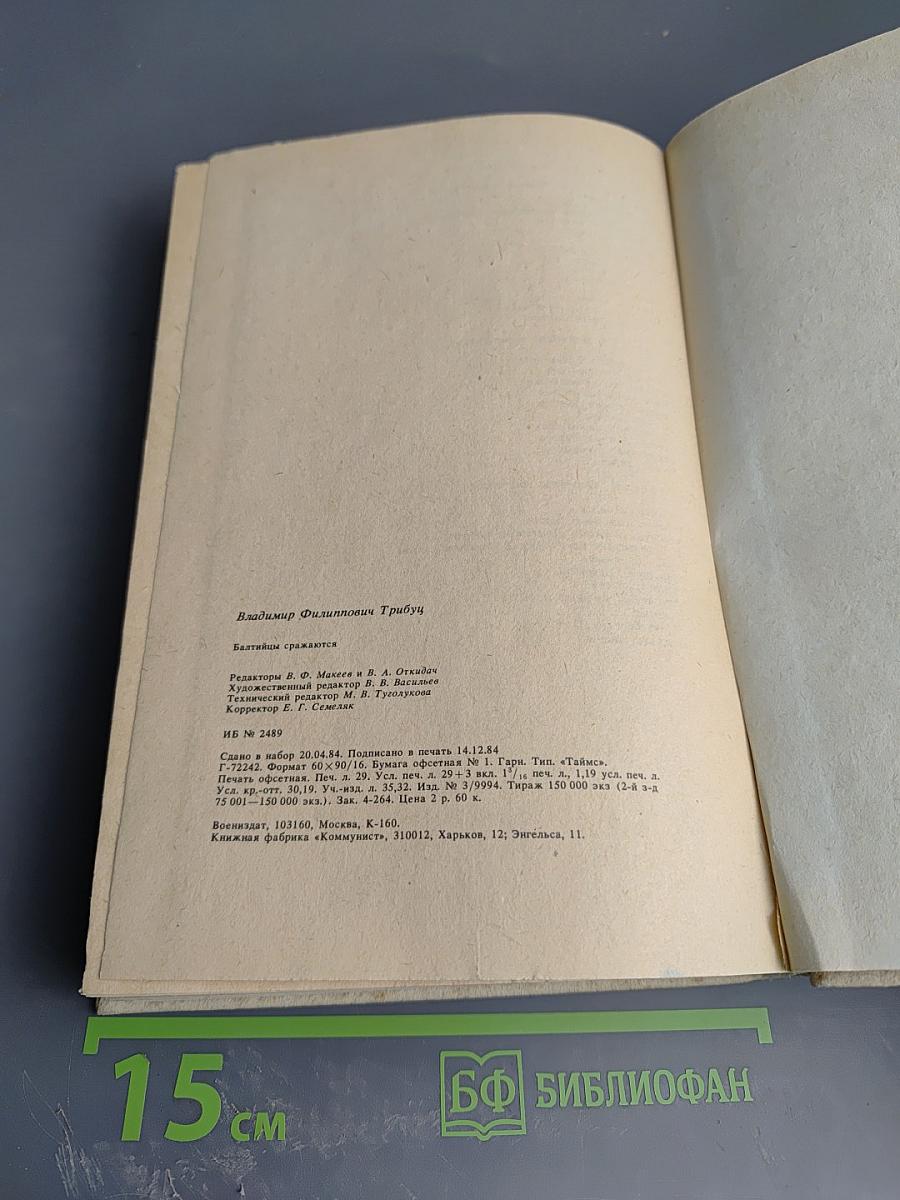 Владимир Филиппович Трибуц
Балтийцы сражаются
Редакторы В. Ф. Макеев и В. А. Откидач
Художественный редактор В. В. Васильев
Технический редактор М. В. Туголукова
Корректор Е. Г. Семеляк
ИБ № 2489
Сдано в набор 20.04.84. Подписано в печать 14.12.84
Г-72242. Формат 60×90/16. Бумага офсетная № 1. Гарн. Тип. «Таймс».
Печать офсетная. Печ. л. 29. Усл. печ. л. 29+3 вкл. 1³/₁₆ печ. л., 1,19 усл. печ. л.
Усл. кр.-отт. 30,19. Уч.-изд. л. 35,32. Изд. № 3/9994. Тираж 150 000 экз (2-й з-д
75 001—150 000 экз.). Зак. 4-264. Цена 2 р. 60 к.
Воениздат, 103160, Москва, К-160.
Книжная фабрика «Коммунист», 310012, Харьков, 12; Энгельса, 11.
15 см
БФ БИБЛИОФАН